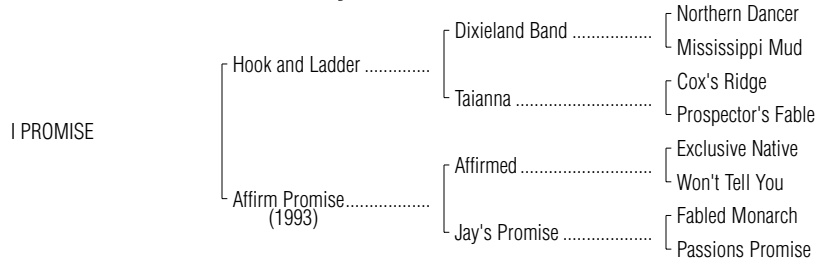 Northern Dancer
Dixieland Band .................
Mississippi Mud
Hook and Ladder ..............
Cox's Ridge
Taianna .............................
Prospector's Fable
I PROMISE
Exclusive Native
Affirmed ............................
Won't Tell You
Affirm Promise..................
(1993)
Fabled Monarch
Jay's Promise ...................
Passions Promise